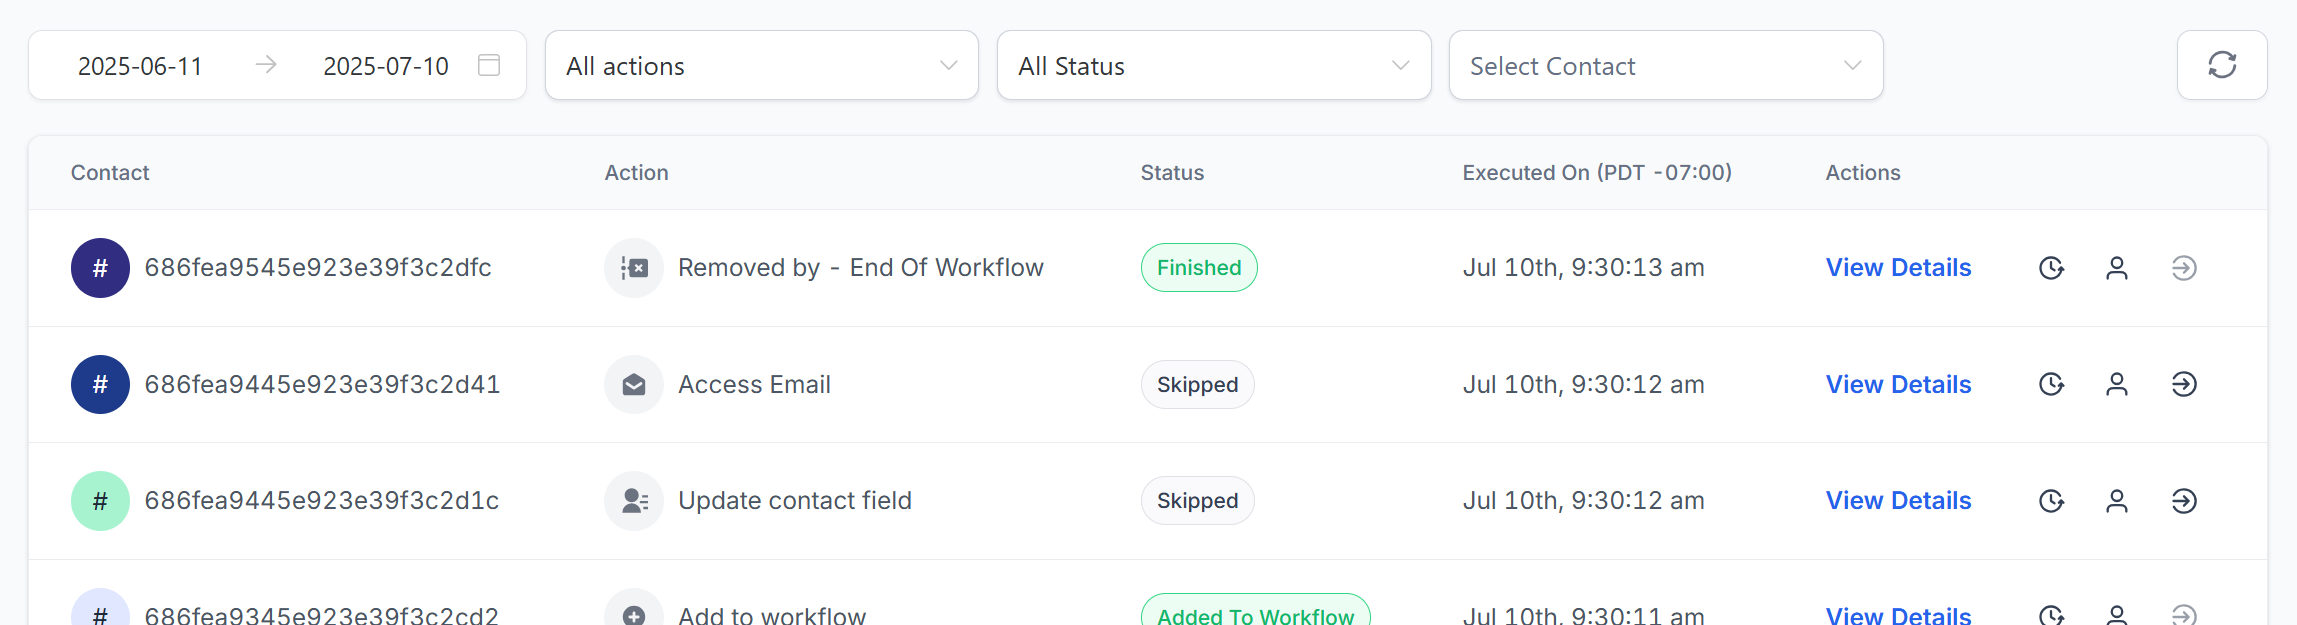 2025-06-11 → 2025-07-10 All actions All Status Select Contact
Contact Action Status Executed On (PDT -07:00) Actions
# 686fea9545e923e39f3c2dfc Removed by - End Of Workflow Finished Jul 10th, 9:30:13 am View Details
# 686fea9445e923e39f3c2d41 Access Email Skipped Jul 10th, 9:30:12 am View Details
# 686fea9445e923e39f3c2d1c Update contact field Skipped Jul 10th, 9:30:12 am View Details
# 686fea9345e923e39f3c2cd2 Add to workflow Added To Workflow Jul 10th, 9:30:11 am View Details